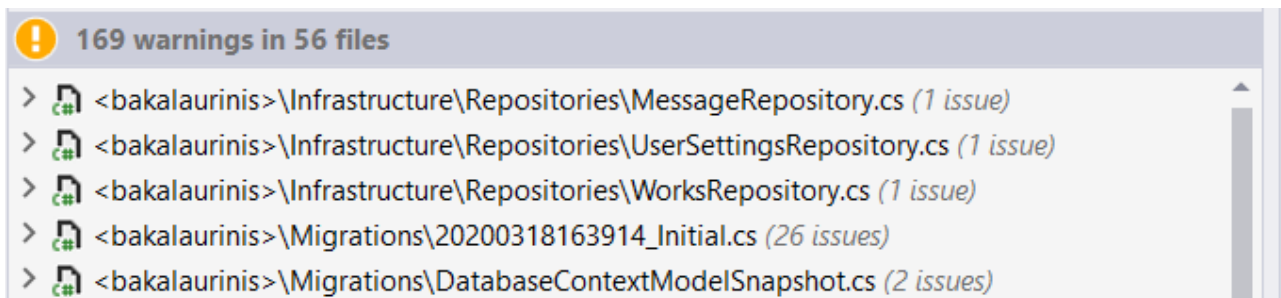 169 warnings in 56 files
<bakalaurinis>\Infrastructure\Repositories\MessageRepository.cs (1 issue)
<bakalaurinis>\Infrastructure\Repositories\UserSettingsRepository.cs (1 issue)
<bakalaurinis>\Infrastructure\Repositories\WorksRepository.cs (1 issue)
<bakalaurinis>\Migrations\20200318163914_Initial.cs (26 issues)
<bakalaurinis>\Migrations\DatabaseContextModelSnapshot.cs (2 issues)